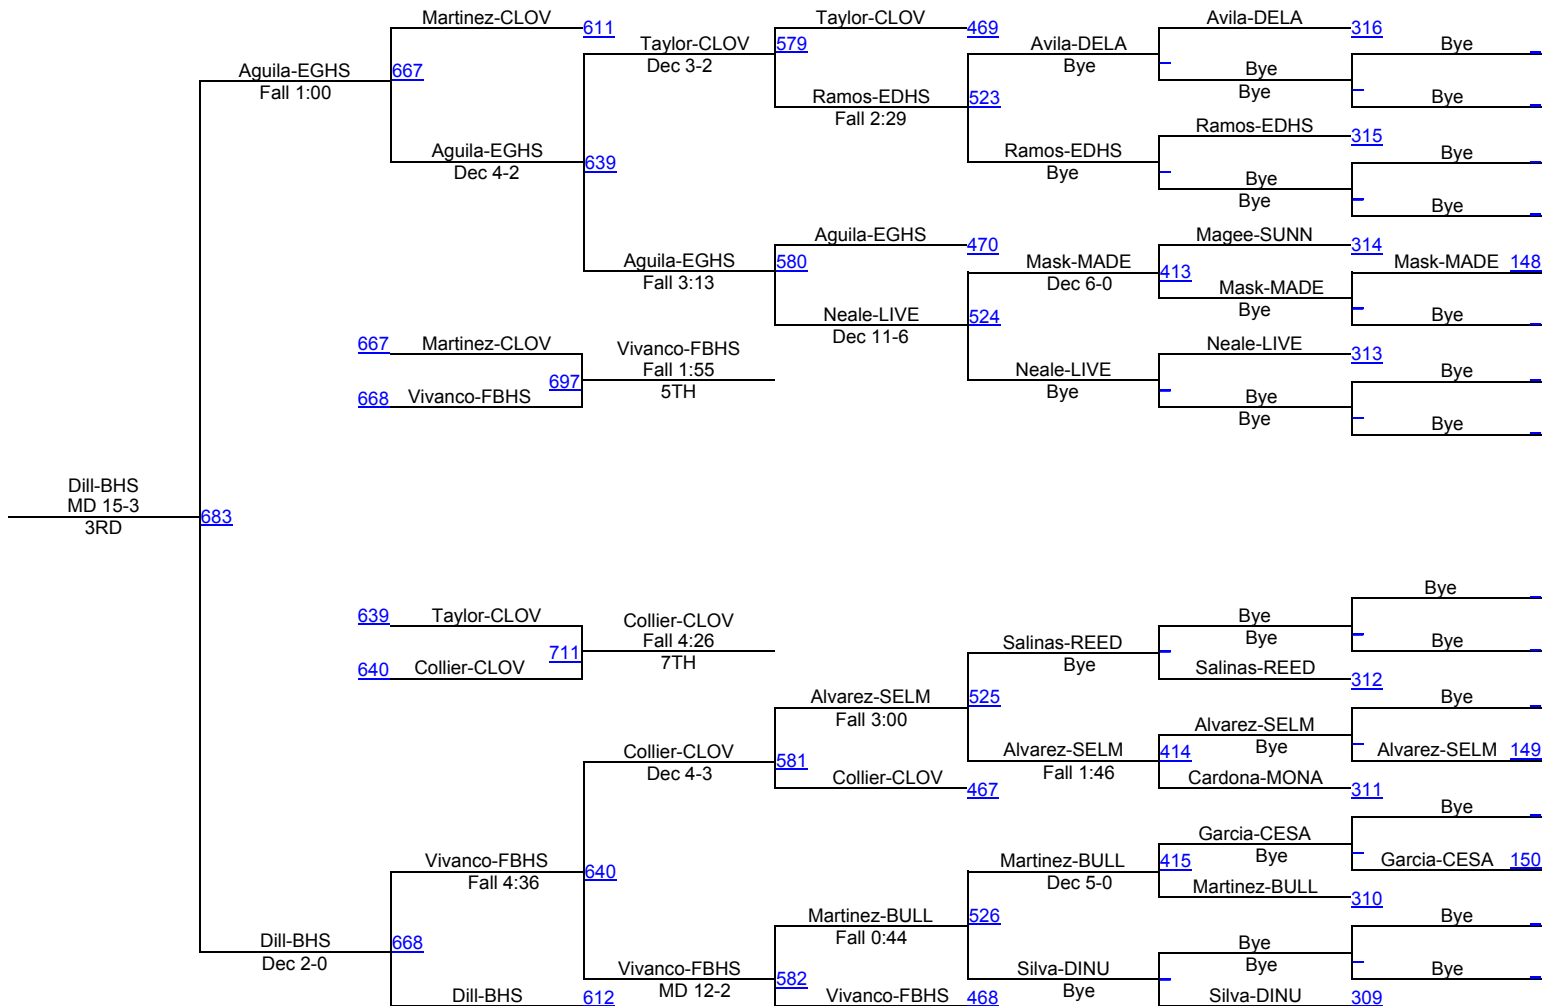 Martinez-CLOV
611
Taylor-CLOV
469
Avila-DELA
316
Taylor-CLOV
579
Dec 3-2
Avila-DELA
Bye
Bye
Aguila-EGHS
667
Fall 1:00
Bye
Bye
Ramos-EDHS
523
Fall 2:29
Bye
Ramos-EDHS
315
Aguila-EGHS
639
Dec 4-2
Ramos-EDHS
Bye
Bye
Bye
Bye
Bye
Aguila-EGHS
470
Magee-SUNN
314
Aguila-EGHS
580
Fall 3:13
Mask-MADE
413
Dec 6-0
Mask-MADE 148
Mask-MADE
Bye
Neale-LIVE
524
Dec 11-6
Bye
667
Martinez-CLOV
Vivanco-FBHS
Fall 1:55
5TH
Neale-LIVE
313
697
Neale-LIVE
Bye
Bye
668
Vivanco-FBHS
Bye
Bye
Bye
Dill-BHS
MD 15-3
3RD
683
Bye
639
Taylor-CLOV
Collier-CLOV
Fall 4:26
7TH
Bye
Bye
711
Salinas-REED
Bye
Bye
640
Collier-CLOV
Salinas-REED
312
Alvarez-SELM
525
Fall 3:00
Bye
Collier-CLOV
581
Dec 4-3
Alvarez-SELM
414
Fall 1:46
Alvarez-SELM
Bye
Alvarez-SELM 149
Collier-CLOV
467
Cardona-MONA
311
Bye
Vivanco-FBHS
640
Fall 4:36
Martinez-BULL
415
Dec 5-0
Garcia-CESA
Bye
Garcia-CESA 150
Martinez-BULL
310
Martinez-BULL
526
Fall 0:44
Bye
Dill-BHS
668
Dec 2-0
Bye
Bye
Vivanco-FBHS
582
MD 12-2
Silva-DINU
Bye
Bye
Dill-BHS
612
Vivanco-FBHS
468
Silva-DINU
309